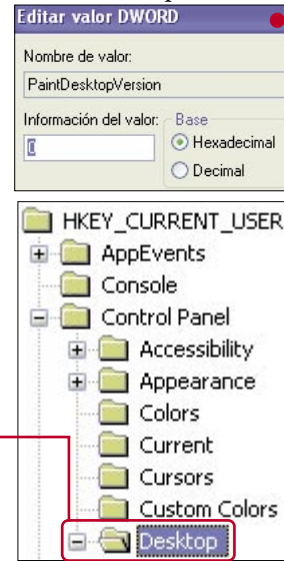 Editar valor DWORD
Nombre de valor:
PaintDesktopVersion
Información del valor:
Base
0
Hexadecimal
Decimal
HKEY_CURRENT_USER
AppEvents
Console
Control Panel
Accessibility
Appearance
Colors
Current
Cursors
Custom Colors
Desktop